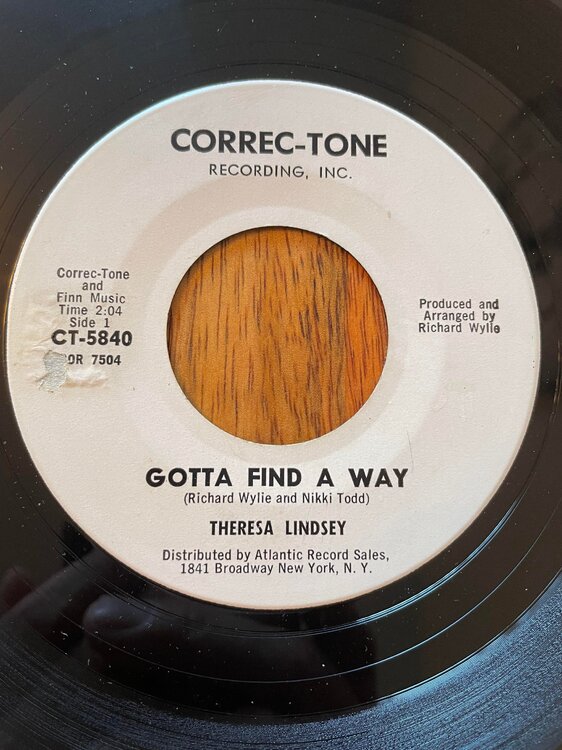 CORREC-TONE
RECORDING, INC.
Correc-Tone
and
Finn Music
Time 2:04
Side 1
CT-5840
7504
Produced and
Arranged by
Richard Wylie
GOTTA FIND A WAY
(Richard Wylie and Nikki Todd)
THERESA LINDSEY
Distributed by Atlantic Record Sales,
1841 Broadway New York, N. Y.